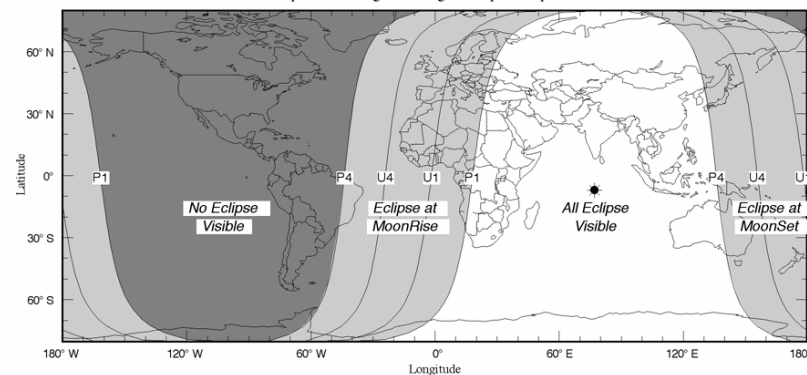 60° N
30° N
0°
30° S
60° S
Latitude
P1
P4
U4
U1
P1
P4
U4
No Eclipse
Visible
Eclipse at
MoonRise
All Eclipse
Visible
Eclipse at
MoonSet
180° W
120° W
60° W
0°
60° E
120° E
Longitude